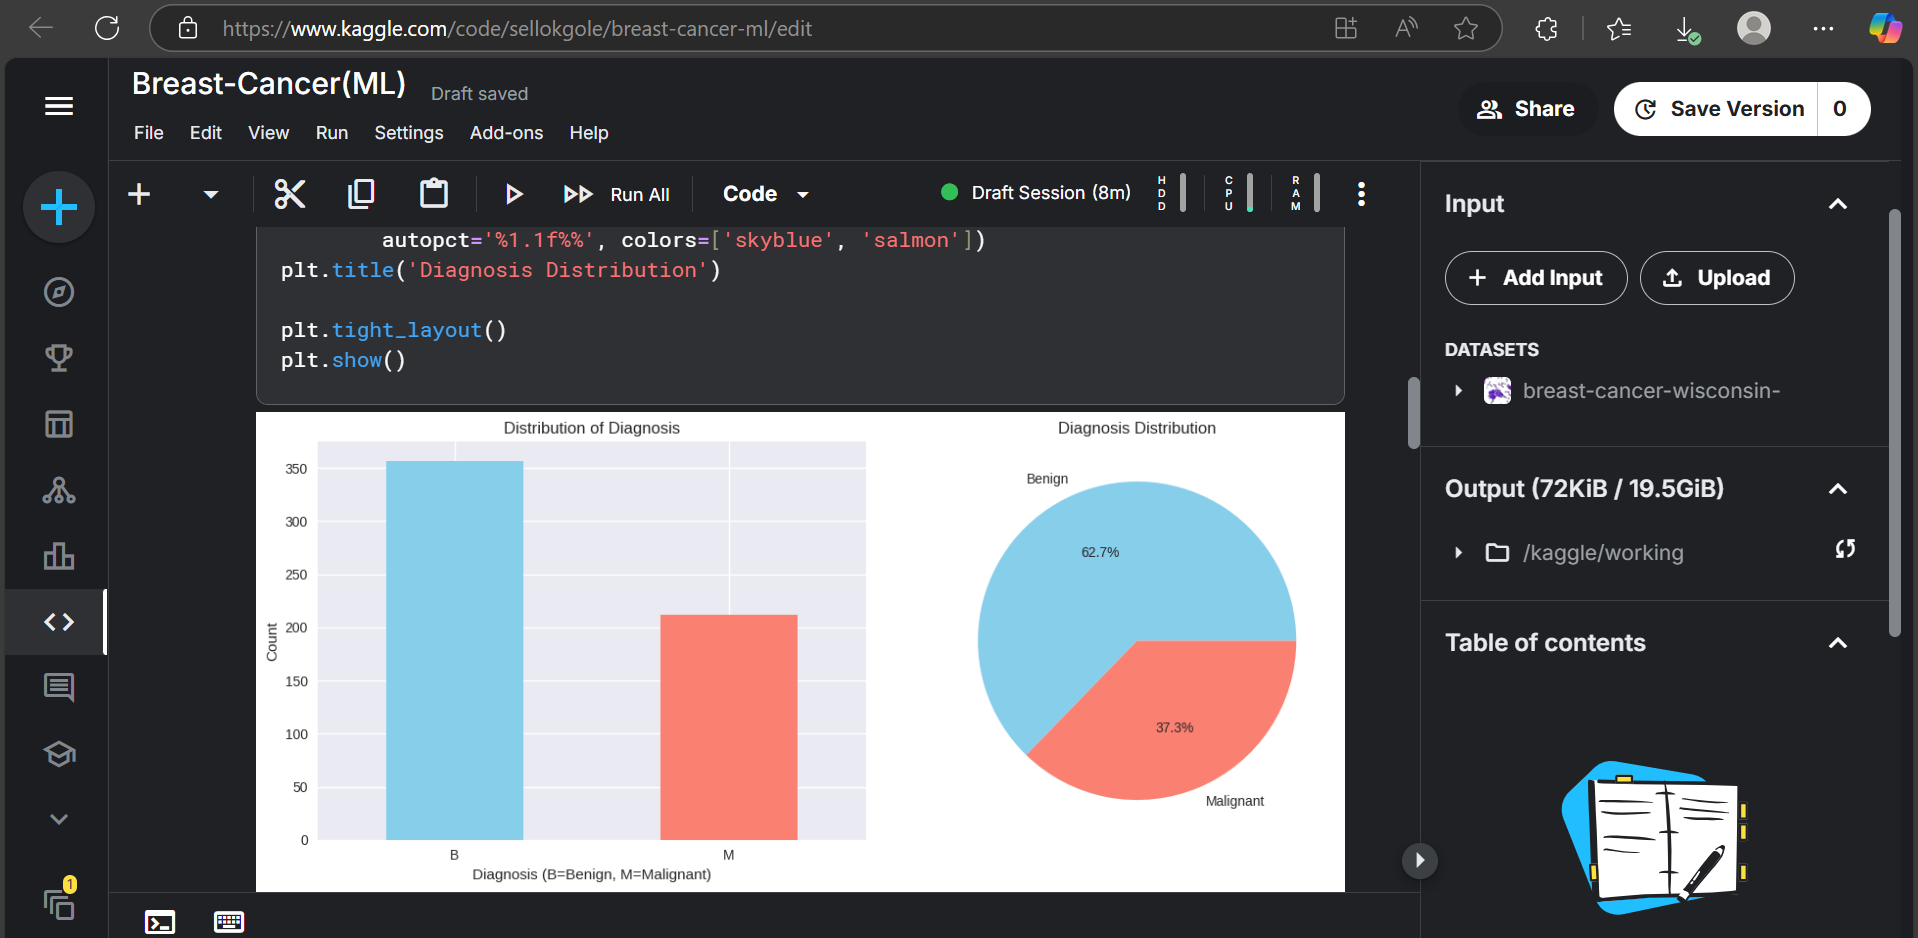 https://www.kaggle.com/code/sellokgole/breast-cancer-ml/edit
Breast-Cancer(ML)
Draft saved
Share
Save Version
0
File Edit View Run Settings Add-ons Help
Run All
Code
Draft Session (8m)
HDD
CPU
RAM
autopct='%1.1f%%', colors=['skyblue', 'salmon'])
plt.title('Diagnosis Distribution')
plt.tight_layout()
plt.show()
Distribution of Diagnosis
350
300
250
200
150
100
50
0
Count
B
M
Diagnosis (B=Benign, M=Malignant)
Diagnosis Distribution
Benign
62.7%
37.3%
Malignant
Input
Add Input
Upload
DATASETS
breast-cancer-wisconsin-
Output (72KiB / 19.5GiB)
/kaggle/working
Table of contents
1